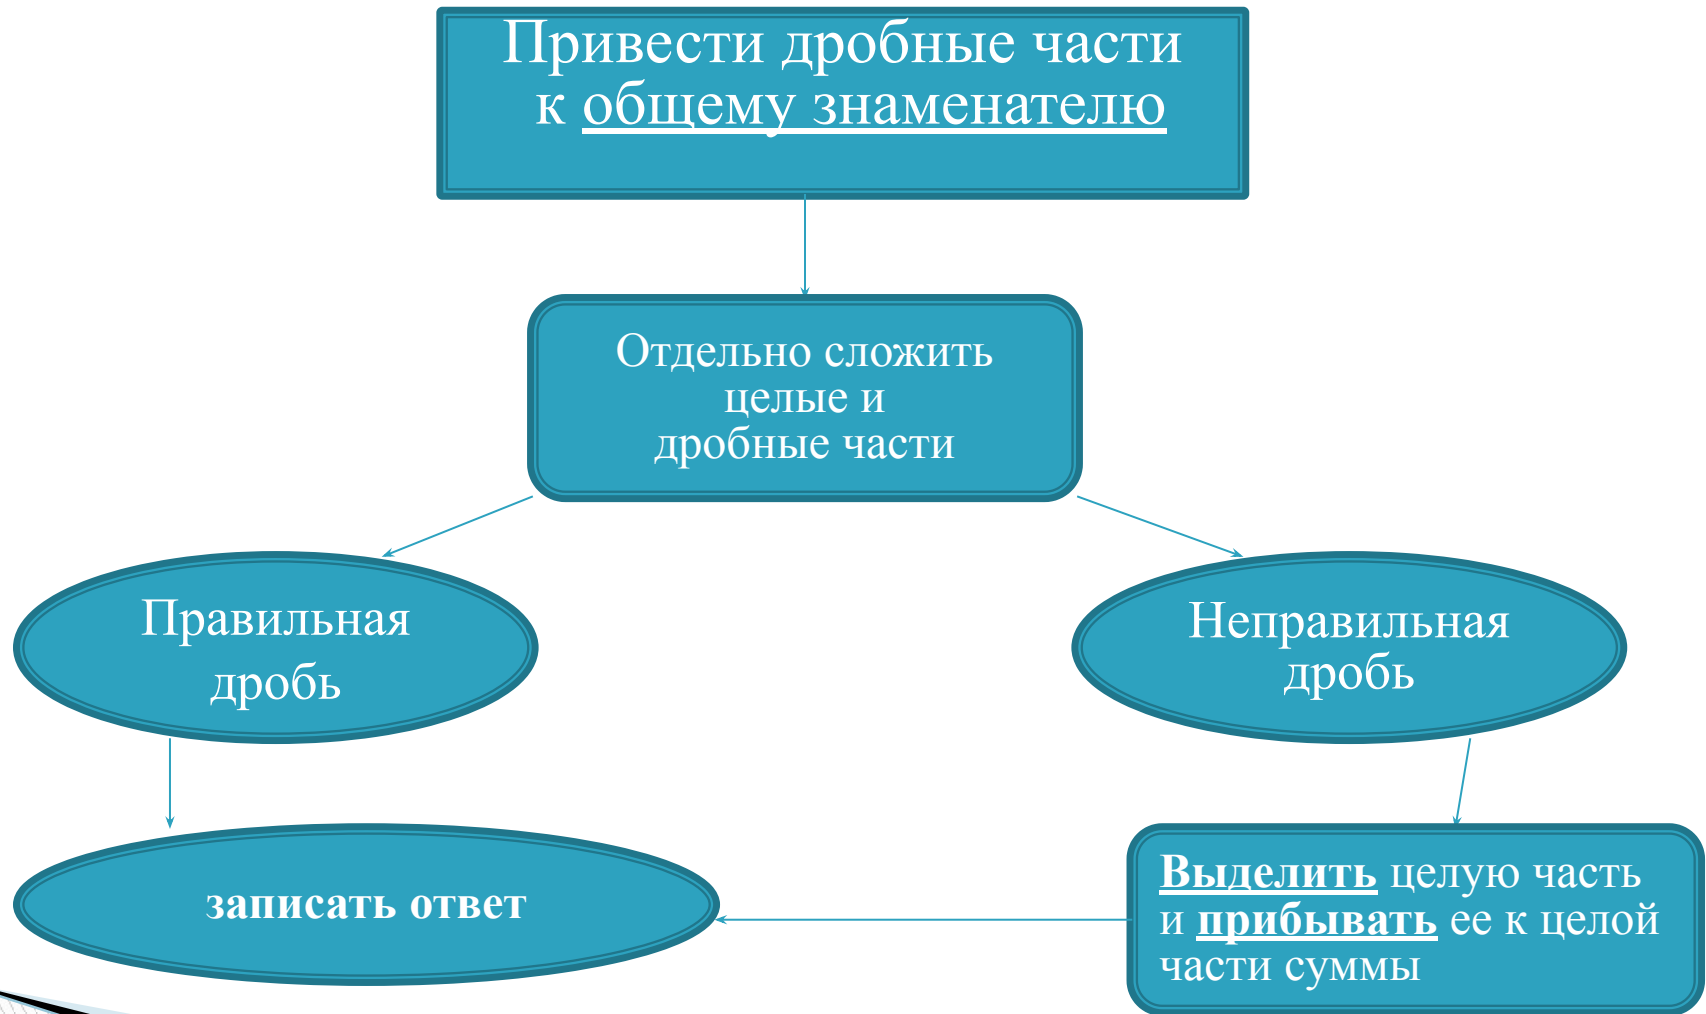 Привести дробные части
к общему знаменателю
Отдельно сложить
целые и
дробные части
Правильная
дробь
Неправильная
дробь
записать ответ
Выделить целую часть
и прибывать ее к целой
части суммы